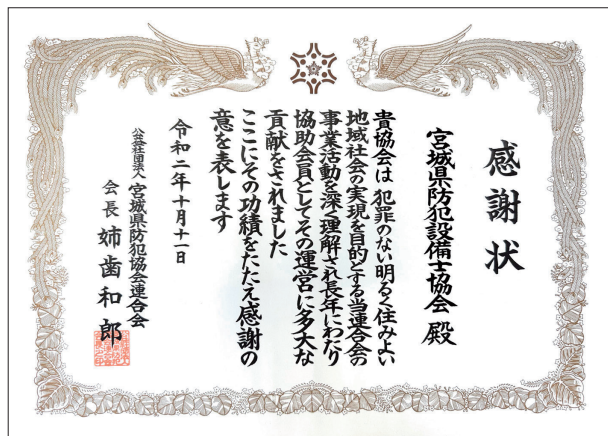 感謝状
宮城県防犯設備士協会 殿
貴協会は 犯罪のない明るく住みよい
地域社会の実現を目的とする当連合会の
事業活動を深く理解され長年にわたり
協助会員としてその運営に多大な
貢献をされました
ここにその功績をたたえ感謝の
意を表します
令和二年十月十一日
公益社団法人 宮城県防犯協会連合会
会長 姉歯和郎